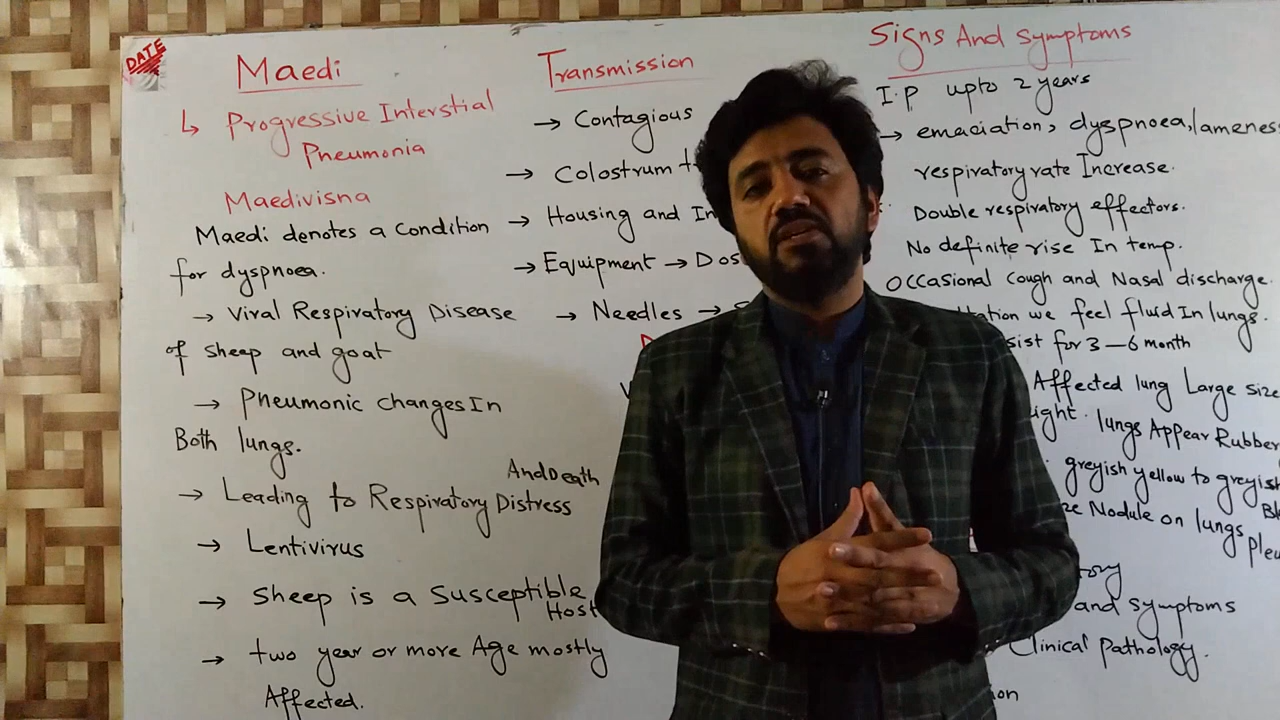 DATE
Maedi
↳ Progressive Interstial
Pneumonia
Maedivisna
Maedi denotes a Condition
for dyspnoea.
→ Viral Respiratory Disease
of sheep and goat
→ Pneumonic changes In
Both lungs.
And Death
→ Leading to Respiratory Distress
→ Lentivirus
→ Sheep is a Susceptible
Host
→ two year or more Age mostly
Affected.
Transmission
→ Contagious
→ Colostrum
→ Housing and
→ Equipment →
→ Needles →
Signs And Symptoms
I.P upto 2 years
→ emaciation, dyspnoea, lameness
respiratory rate Increase.
Double respiratory effectors.
No definite rise In temp.
Occasional Cough and Nasal discharge.
we feel fluid In lungs.
for 3-6 month
Affected lung Large size
lungs Appear Rubber
greyish yellow to greyish
Nodule on lungs
and symptoms
Clinical pathology.